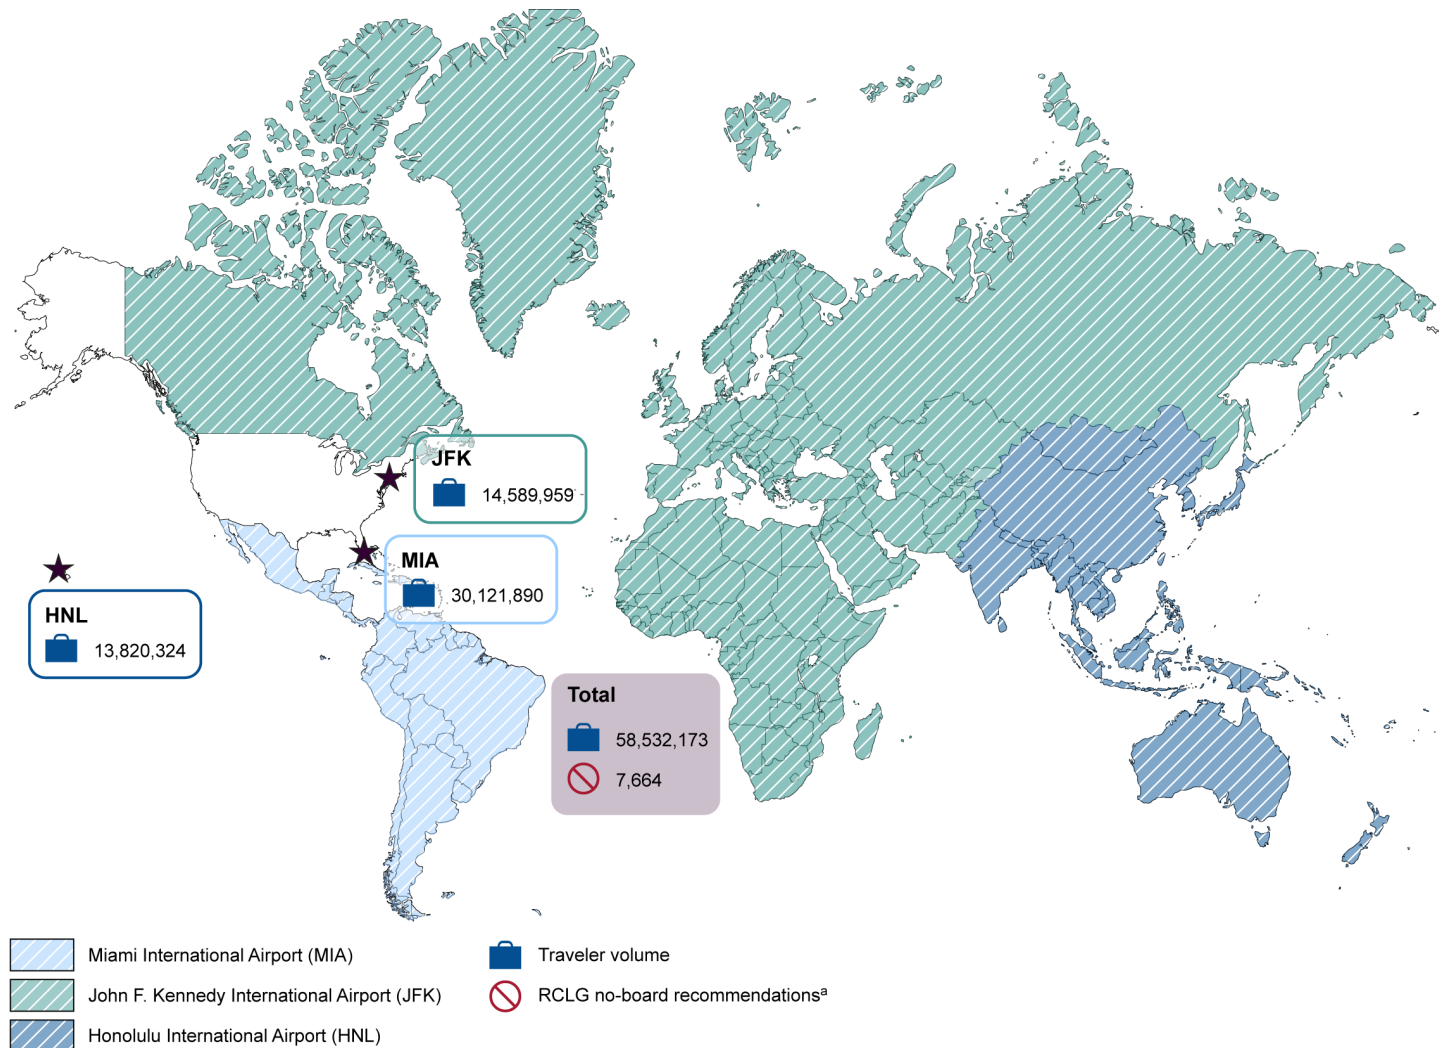 JFK
14,589,959
MIA
30,121,890
HNL
13,820,324
Total
58,532,173
7,664
Miami International Airport (MIA)
John F. Kennedy International Airport (JFK)
Honolulu International Airport (HNL)
Traveler volume
RCLG no-board recommendationsª